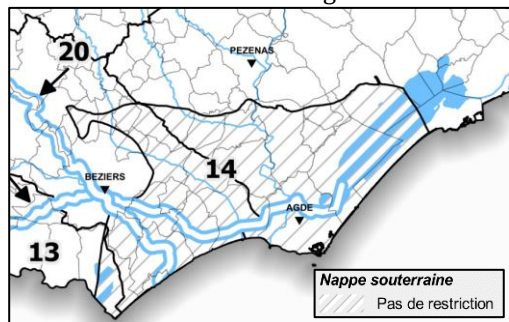 20
PEZENAS
BEZIERS
14
AGDE
13
Nappe souterraine
Pas de restriction